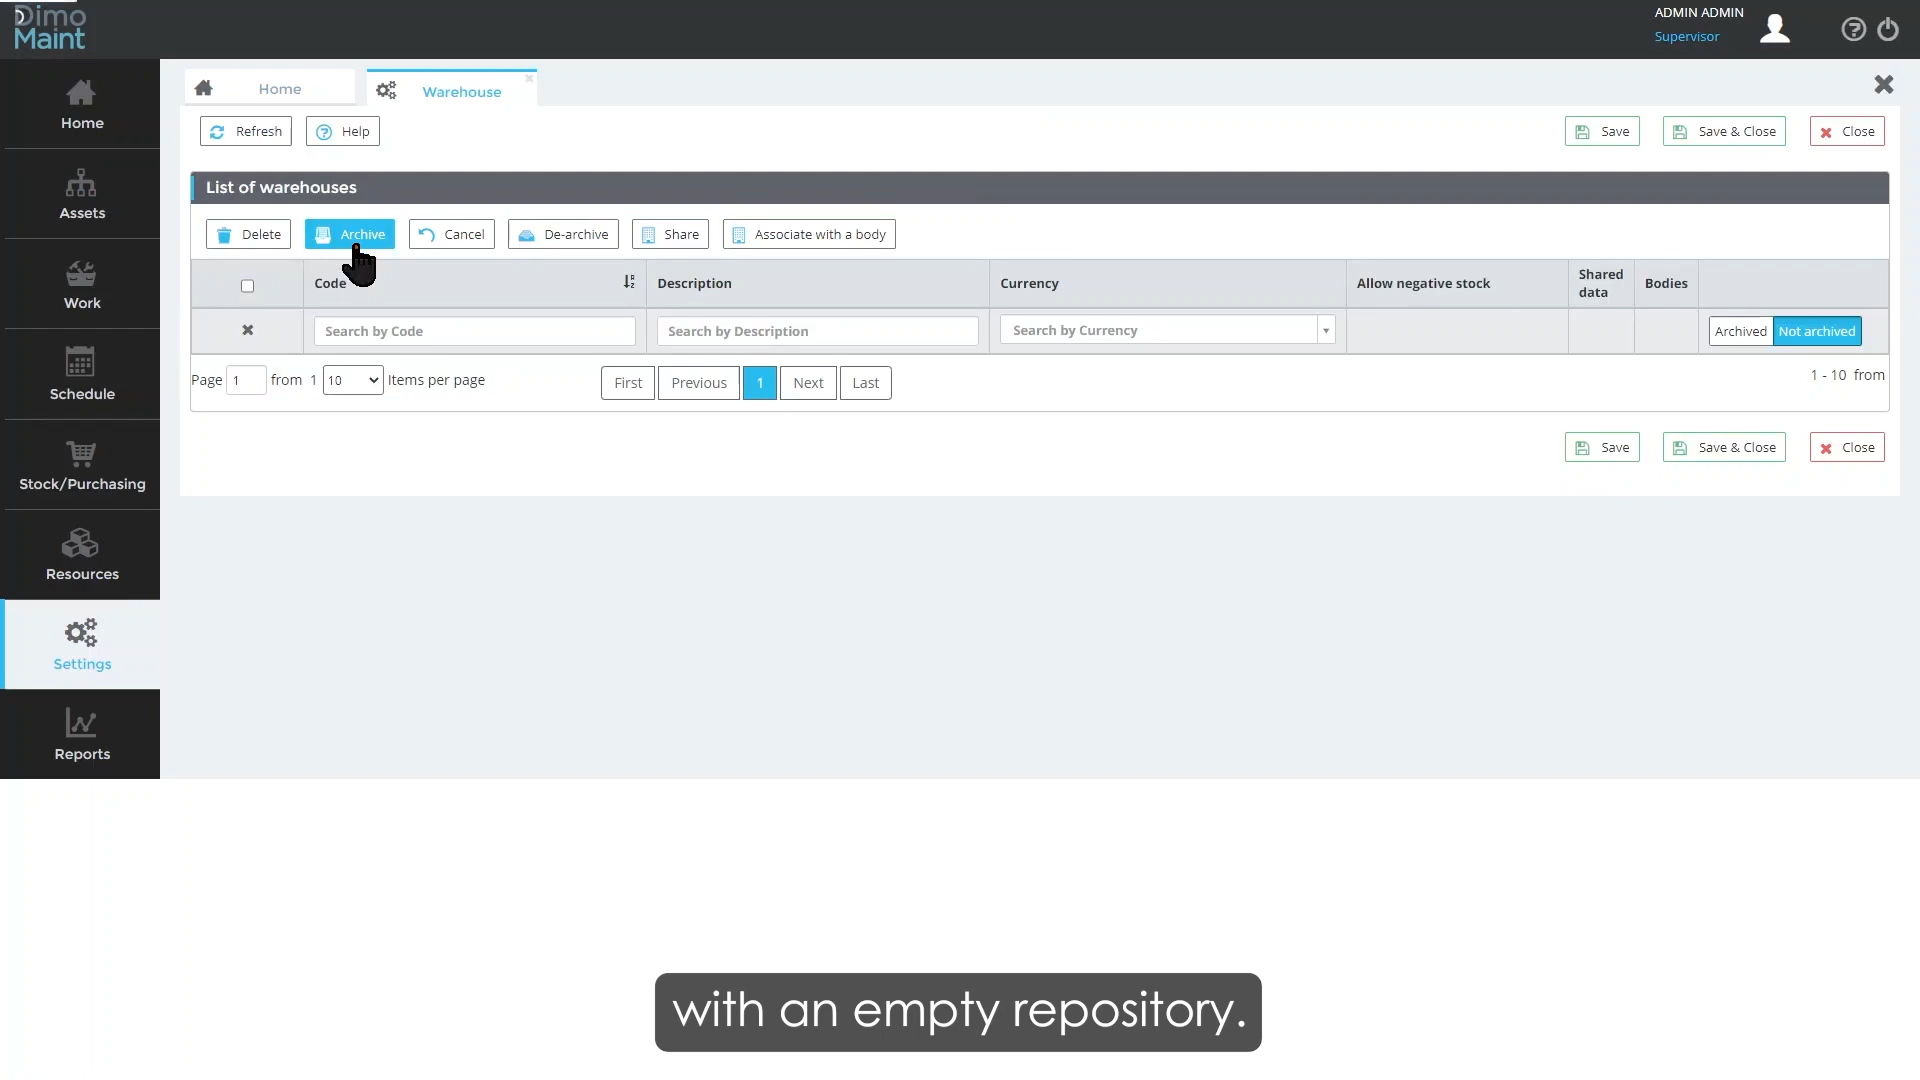 Dimo
Maint
ADMIN ADMIN
Supervisor
Home
Assets
Work
Schedule
Stock/Purchasing
Resources
Settings
Reports
Home
Warehouse
Refresh
Help
Save
Save & Close
Close
List of warehouses
Delete
Archive
Cancel
De-archive
Share
Associate with a body
Code
Description
Currency
Allow negative stock
Shared
data
Bodies
Search by Code
Search by Description
Search by Currency
Archived
Not archived
Page 1 from 1 10 Items per page
First
Previous
1
Next
Last
1 - 10 from
Save
Save & Close
Close
with an empty repository.